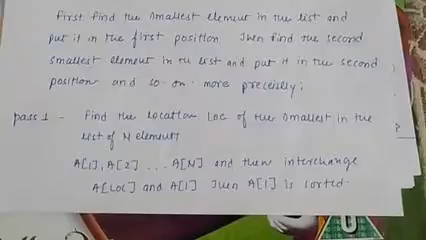 First find the smallest element in the list and
put it in the first position Then find the second
smallest element in the list and put it in the second
position and so on. more precisely;
pass 1 - Find the location Loc of the smallest in the
list of N elements
A[1], A[2] ... A[N] and then interchange
A[LOC] and A[1] Then A[1] is sorted.
U